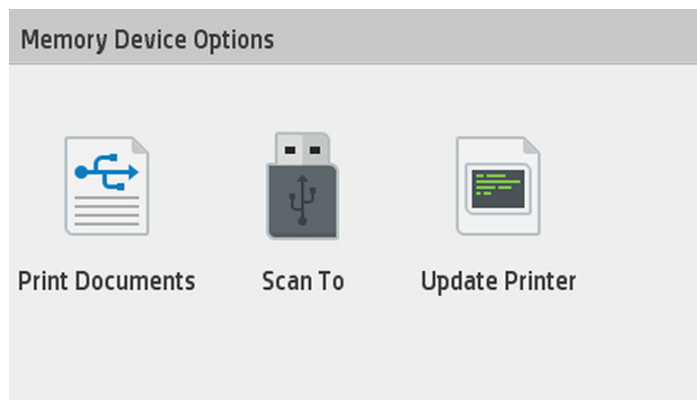 Memory Device Options
Print Documents
Scan To
Update Printer